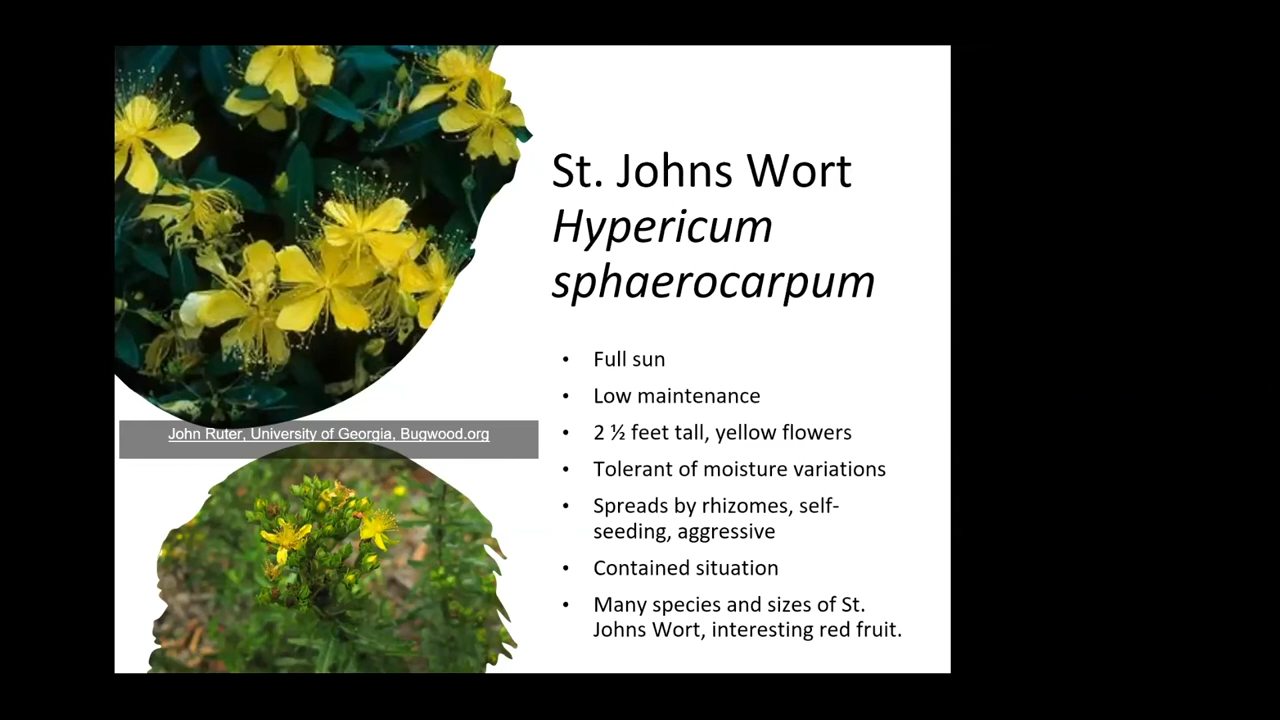 St. Johns Wort
Hypericum
sphaerocarpum
• Full sun
• Low maintenance
• 2 ½ feet tall, yellow flowers
• Tolerant of moisture variations
• Spreads by rhizomes, self-
seeding, aggressive
• Contained situation
• Many species and sizes of St.
Johns Wort, interesting red fruit.
John Ruter, University of Georgia, Bugwood.org